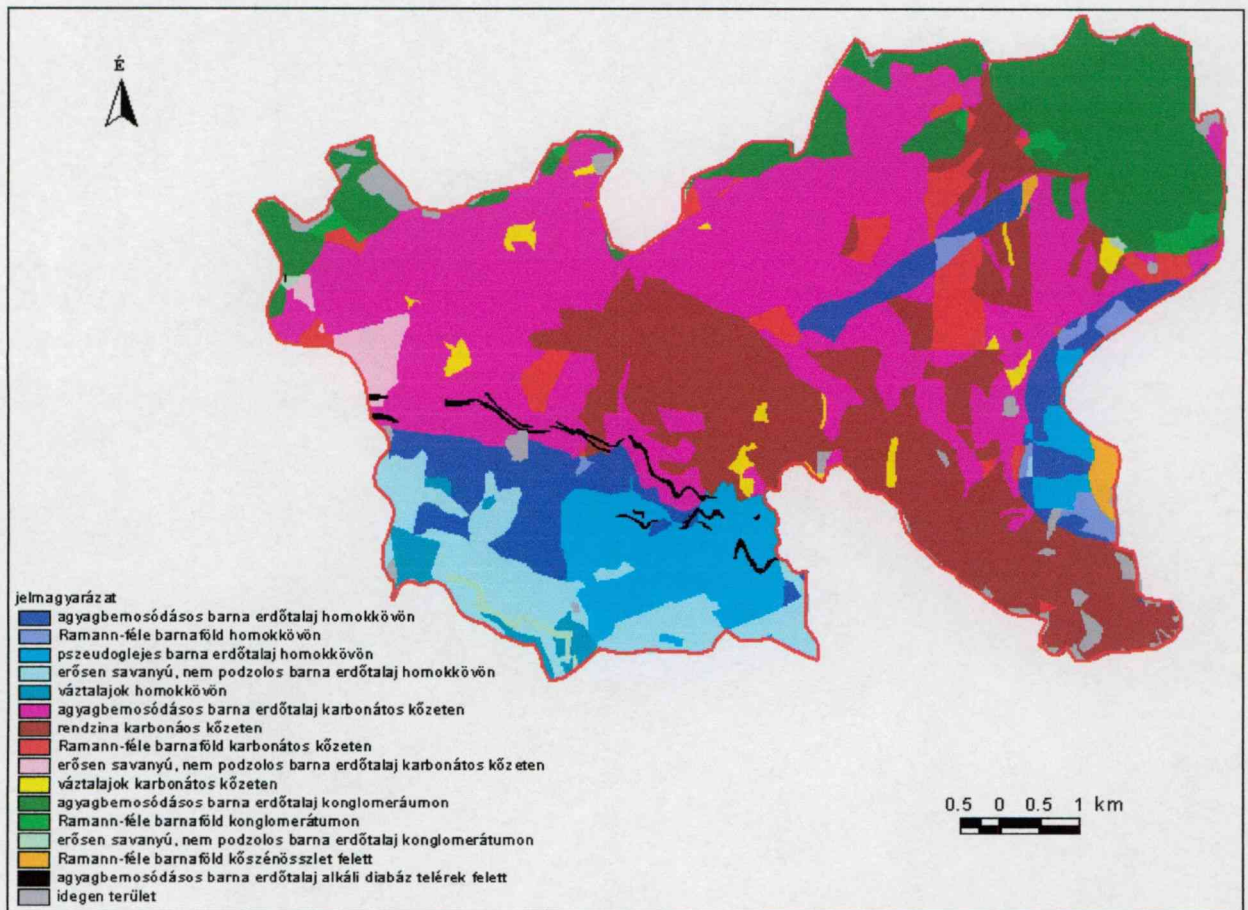 É
jelmagyarázat
agyagbemosódásos barna erdőtalaj homokkövön
Ramann-féle barnaföld homokkövön
pszeudoglejes barna erdőtalaj homokkövön
erősen savanyú, nem podzolos barna erdőtalaj homokkövön
váztalajok homokkövön
agyagbemosódásos barna erdőtalaj karbonátos kőzeten
rendzina karbonáos kőzeten
Ramann-féle barnaföld karbonátos kőzeten
erősen savanyú, nem podzolos barna erdőtalaj karbonátos kőzeten
váztalajok karbonátos kőzeten
agyagbemosódásos barna erdőtalaj konglomeráumon
Ramann-féle barnaföld konglomerátumon
erősen savanyú, nem podzolos barna erdőtalaj konglomerátumon
Ramann-féle barnaföld kőszénösszlet felett
agyagbemosódásos barna erdőtalaj alkáli diabáz telérek felett
idegen terület
0.5 0 0.5 1 km